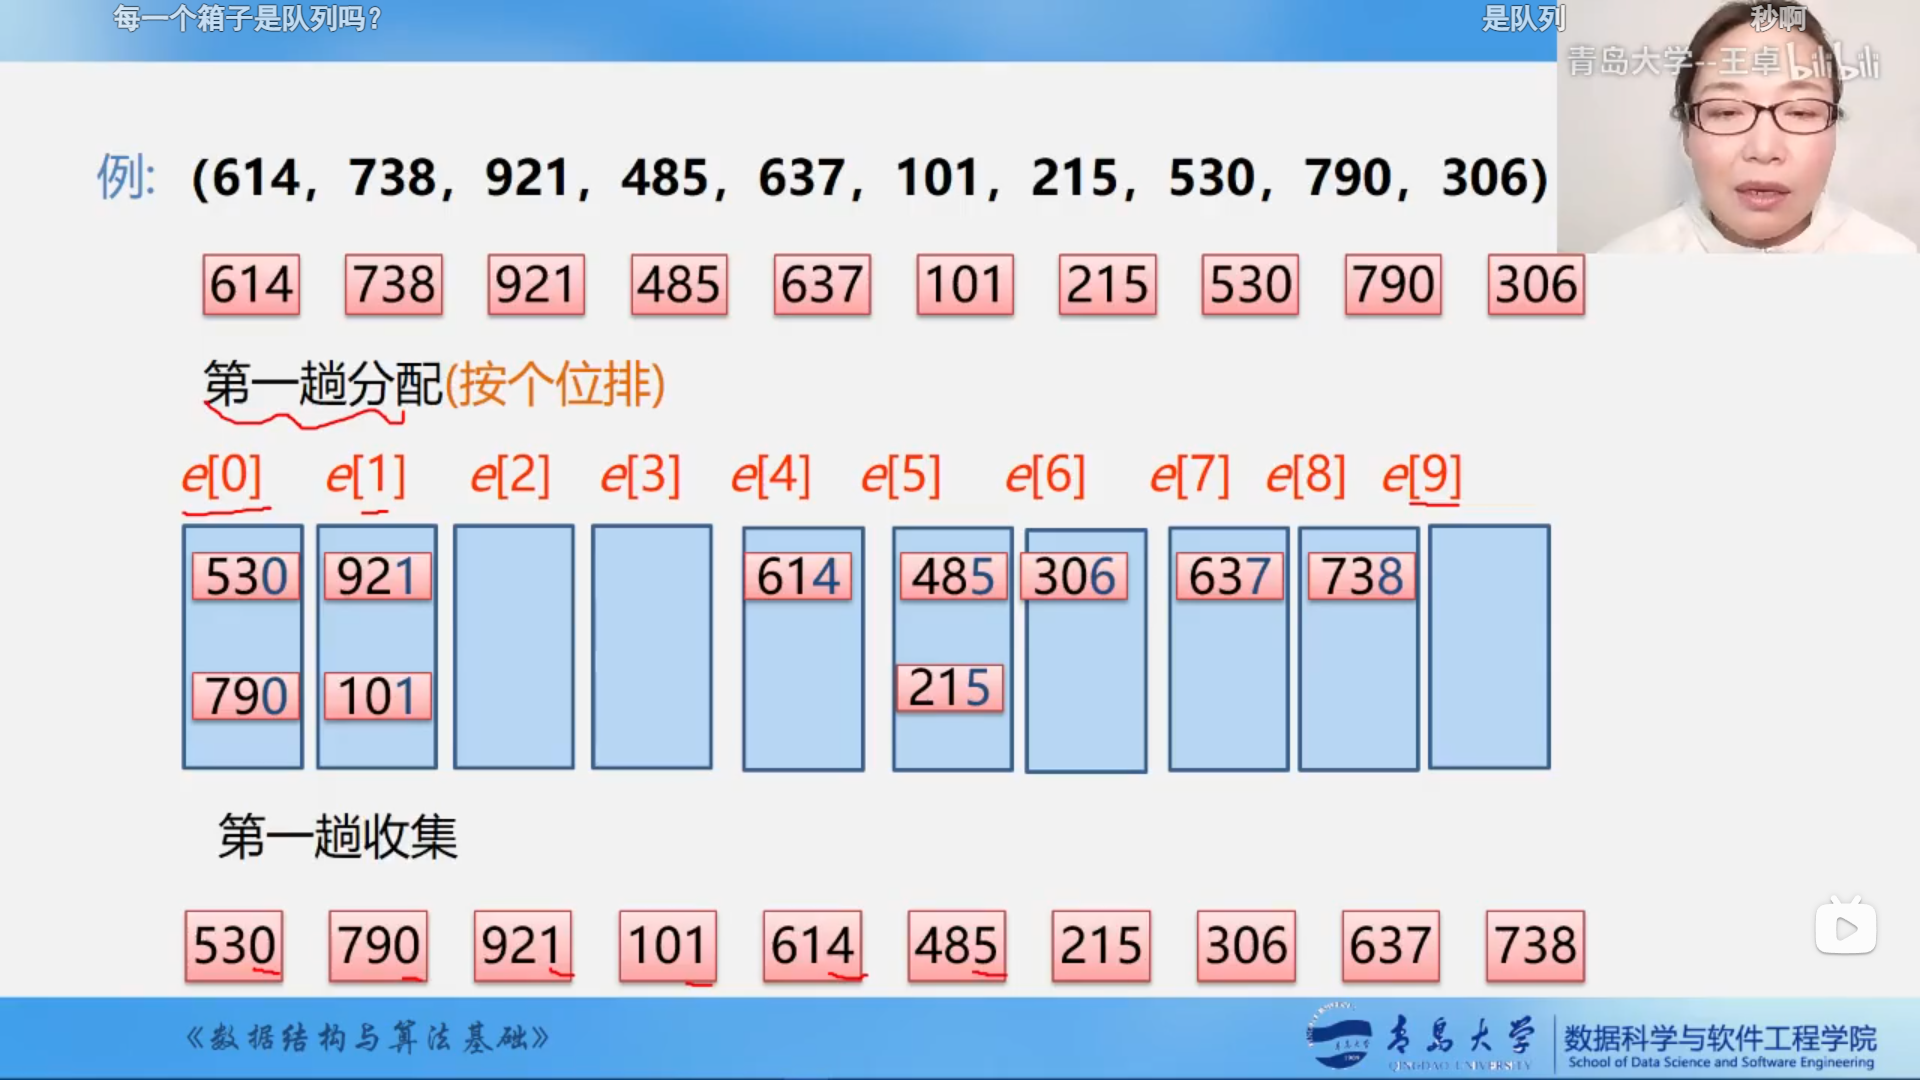 每一个箱子是队列吗?
是队列
秒啊
青岛大学--王卓 bilibili
例: (614, 738, 921, 485, 637, 101, 215, 530, 790, 306)
614 738 921 485 637 101 215 530 790 306
第一趟分配(按个位排)
e[0] e[1] e[2] e[3] e[4] e[5] e[6] e[7] e[8] e[9]
530 921 614 485 306 637 738
790 101 215
第一趟收集
530 790 921 101 614 485 215 306 637 738
《数据结构与算法基础》
青岛大学
QINGDAO UNIVERSITY
数据科学与软件工程学院
School of Data Science and Software Engineering